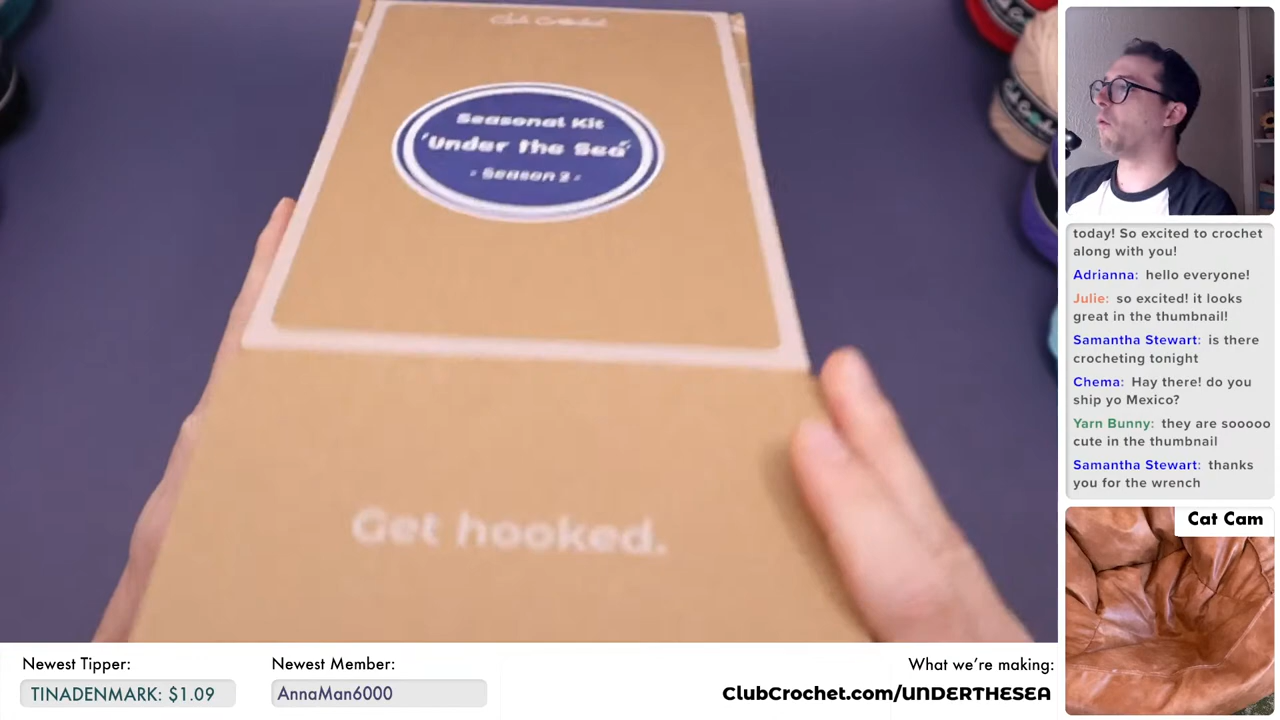 Club Crochet
Seasonal Kit
'Under the Sea'
- Season 2 -
Get hooked.
today! So excited to crochet
along with you!
Adrianna: hello everyone!
Julie: so excited! it looks
great in the thumbnail!
Samantha Stewart: is there
crocheting tonight
Chema: Hay there! do you
ship yo Mexico?
Yarn Bunny: they are sooooo
cute in the thumbnail
Samantha Stewart: thanks
you for the wrench
Cat Cam
Newest Tipper:
TINADENMARK: $1.09
Newest Member:
AnnaMan6000
What we're making:
ClubCrochet.com/UNDERTHESEA